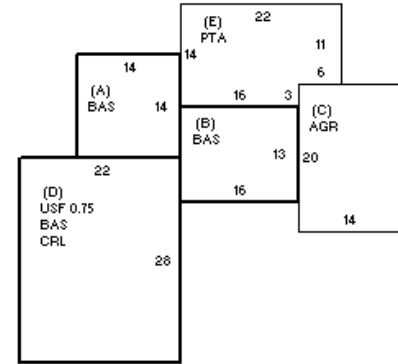 (E)
22
PTA
11
14
14
6
(A)
BAS
14
16
3
(C)
AGR
(B)
BAS
13
20
22
16
(D)
USF 0.75
BAS
CRL
14
28